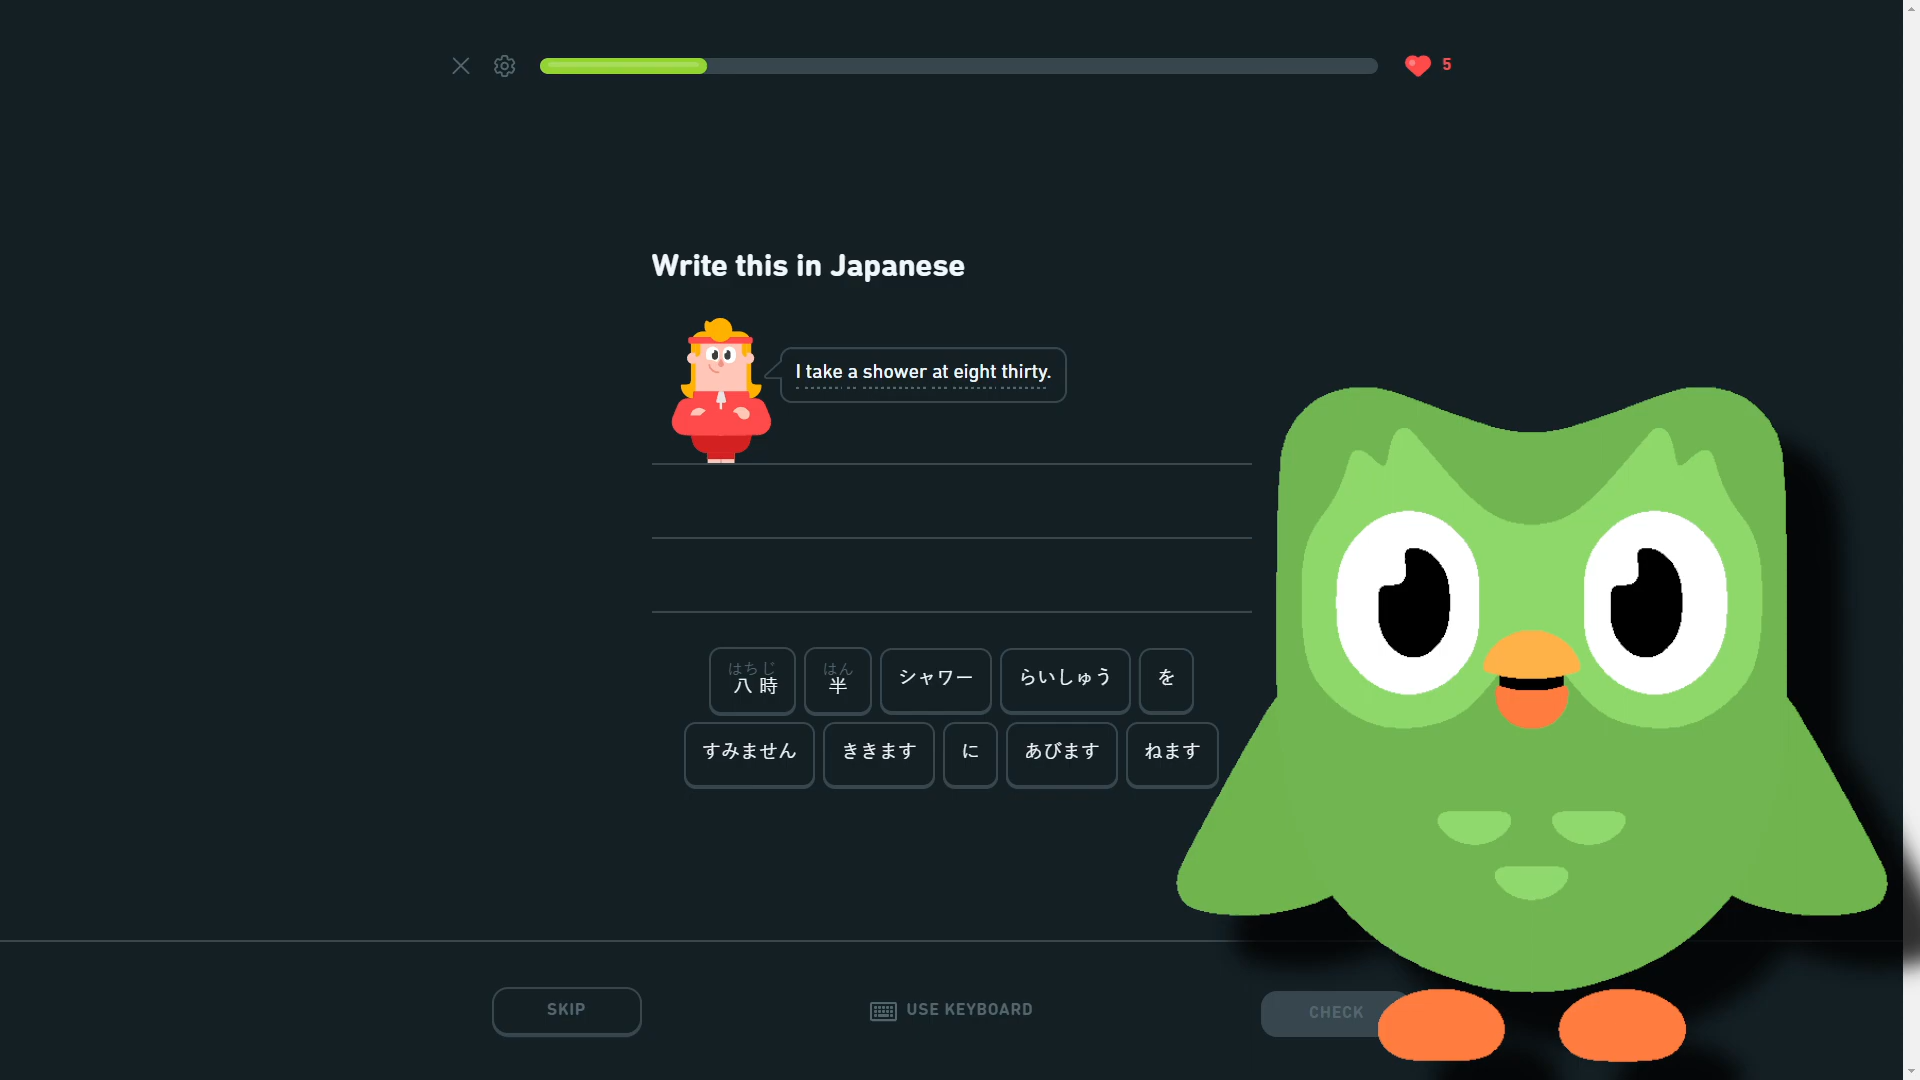 5
Write this in Japanese
I take a shower at eight thirty.
はちじ はん
八時 半 シャワー らいしゅう を
すみません ききます に あびます ねます
SKIP USE KEYBOARD CHECK